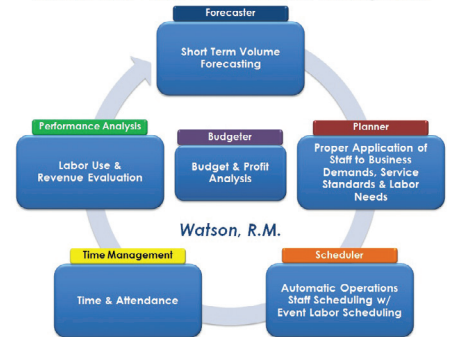 Forecaster
Short Term Volume
Forecasting
Performance Analysis
Labor Use &
Revenue Evaluation
Budgeter
Budget & Profit
Analysis
Planner
Proper Application of
Staff to Business
Demands, Service
Standards & Labor
Needs
Watson, R.M.
Time Management
Time & Attendance
Scheduler
Automatic Operations
Staff Scheduling w/
Event Labor Scheduling